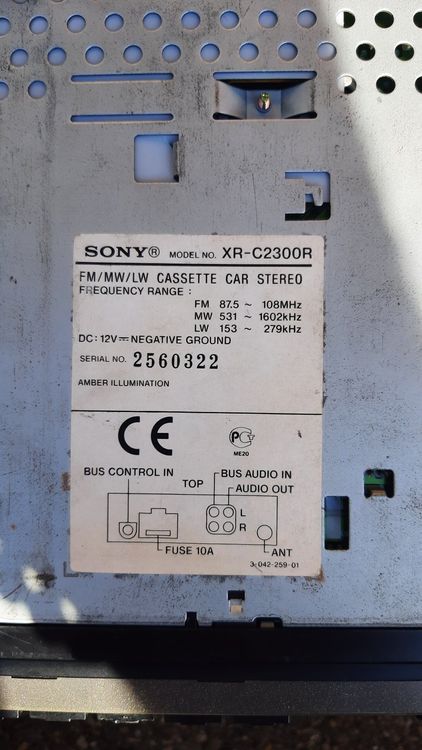 SONY® MODEL NO. XR-C2300R
FM/MW/LW CASSETTE CAR STEREO
FREQUENCY RANGE :
FM 87.5 ~ 108MHz
MW 531 ~ 1602kHz
LW 153 ~ 279kHz
DC: 12V⎓NEGATIVE GROUND
SERIAL NO. 2560322
AMBER ILLUMINATION
CE
PCT
ME20
BUS CONTROL IN
TOP
BUS AUDIO IN
AUDIO OUT
L
R
FUSE 10A
ANT
3-042-259-01